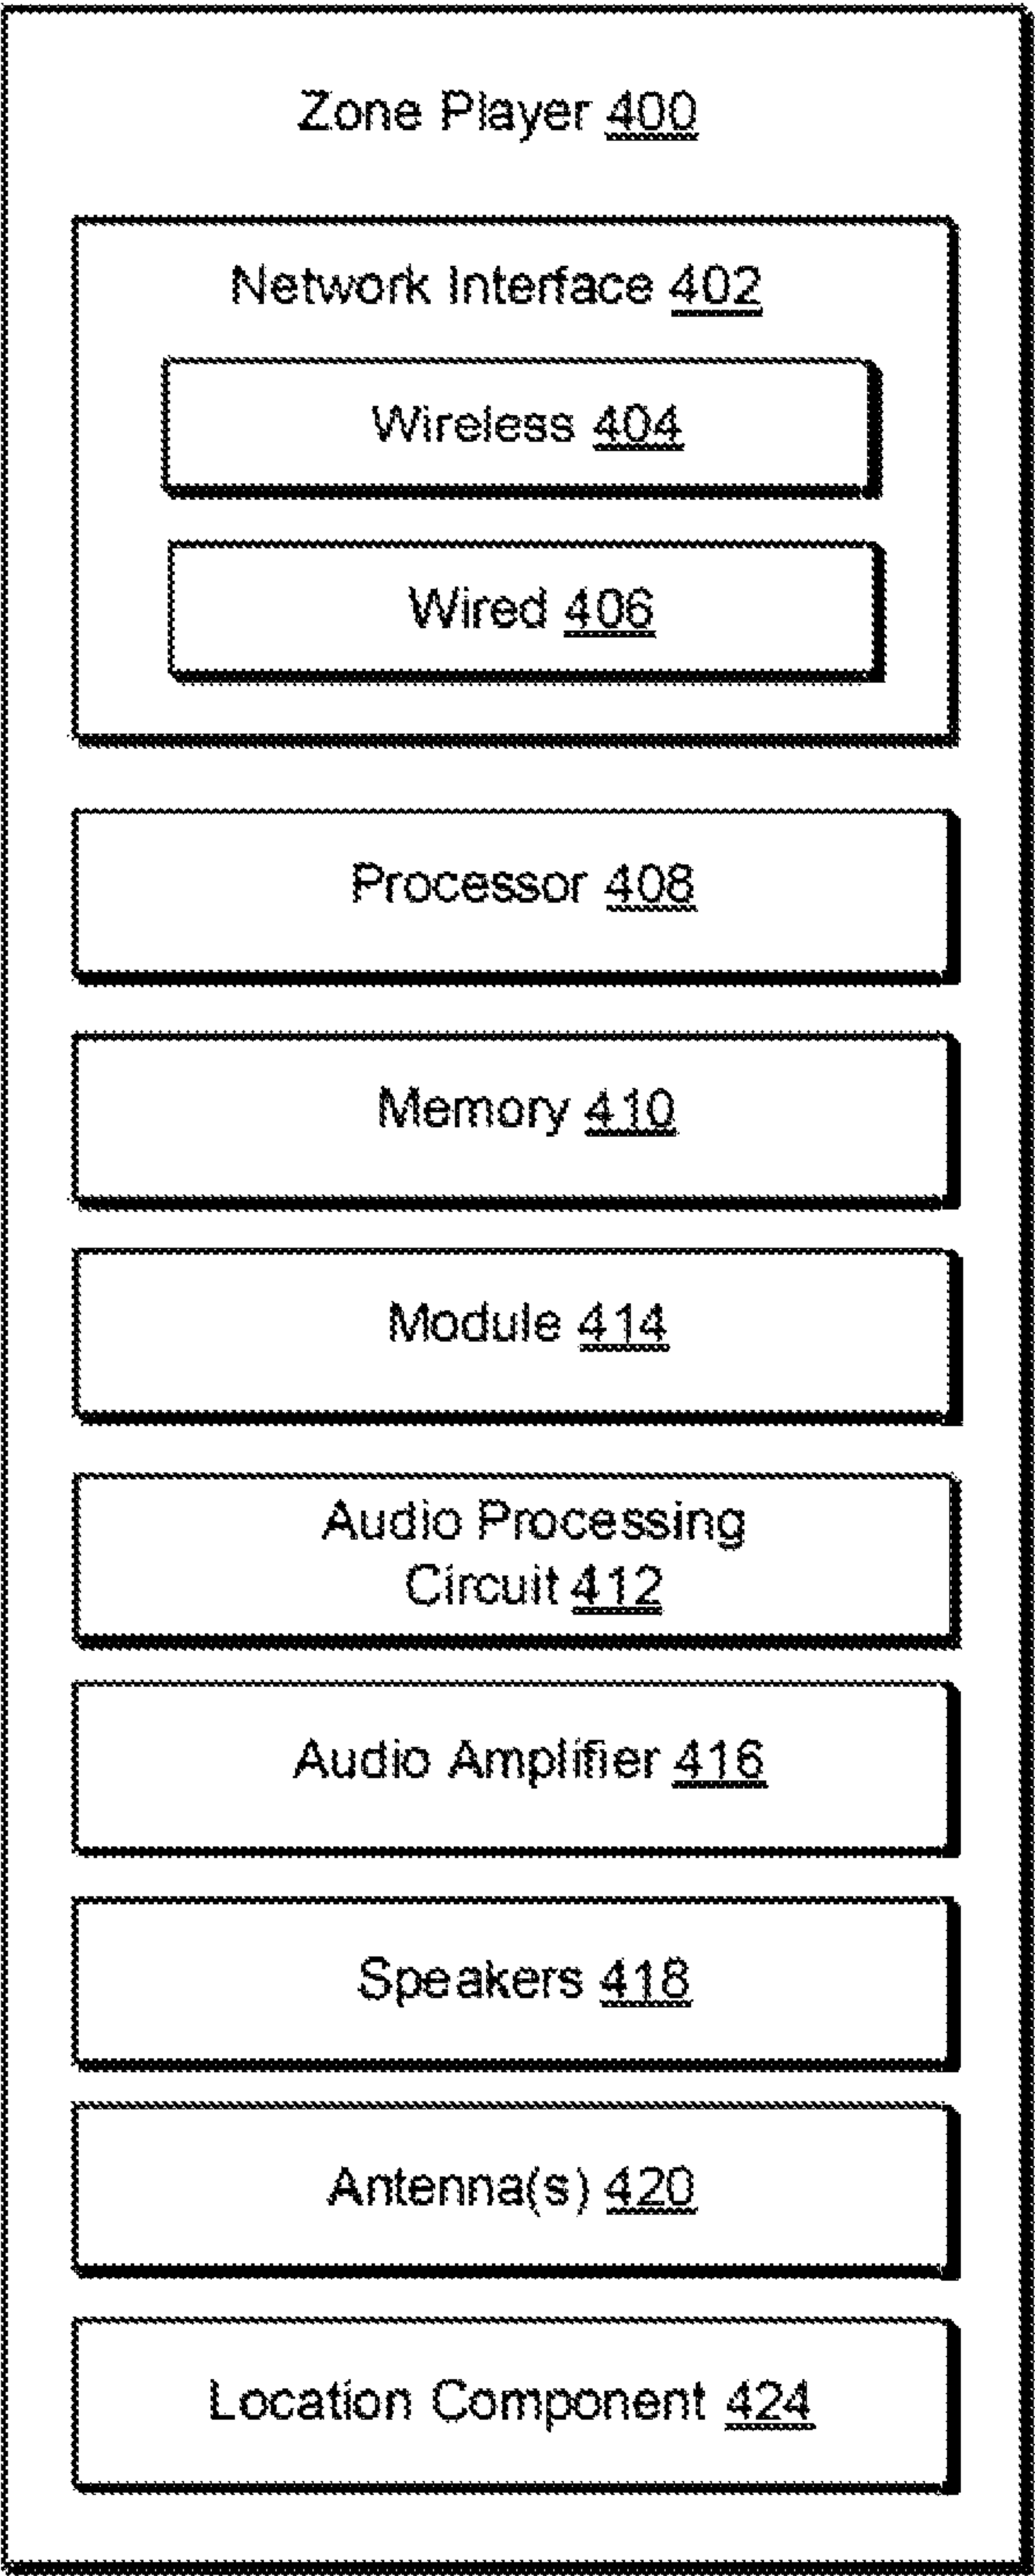 Zone Player 400
Network Interface 402
Wireless 404
Wired 406
Processor 408
Memory 410
Module 414
Audio Processing
Circuit 412
Audio Amplifier 416
Speakers 418
Antenna(s) 420
Location Component 424